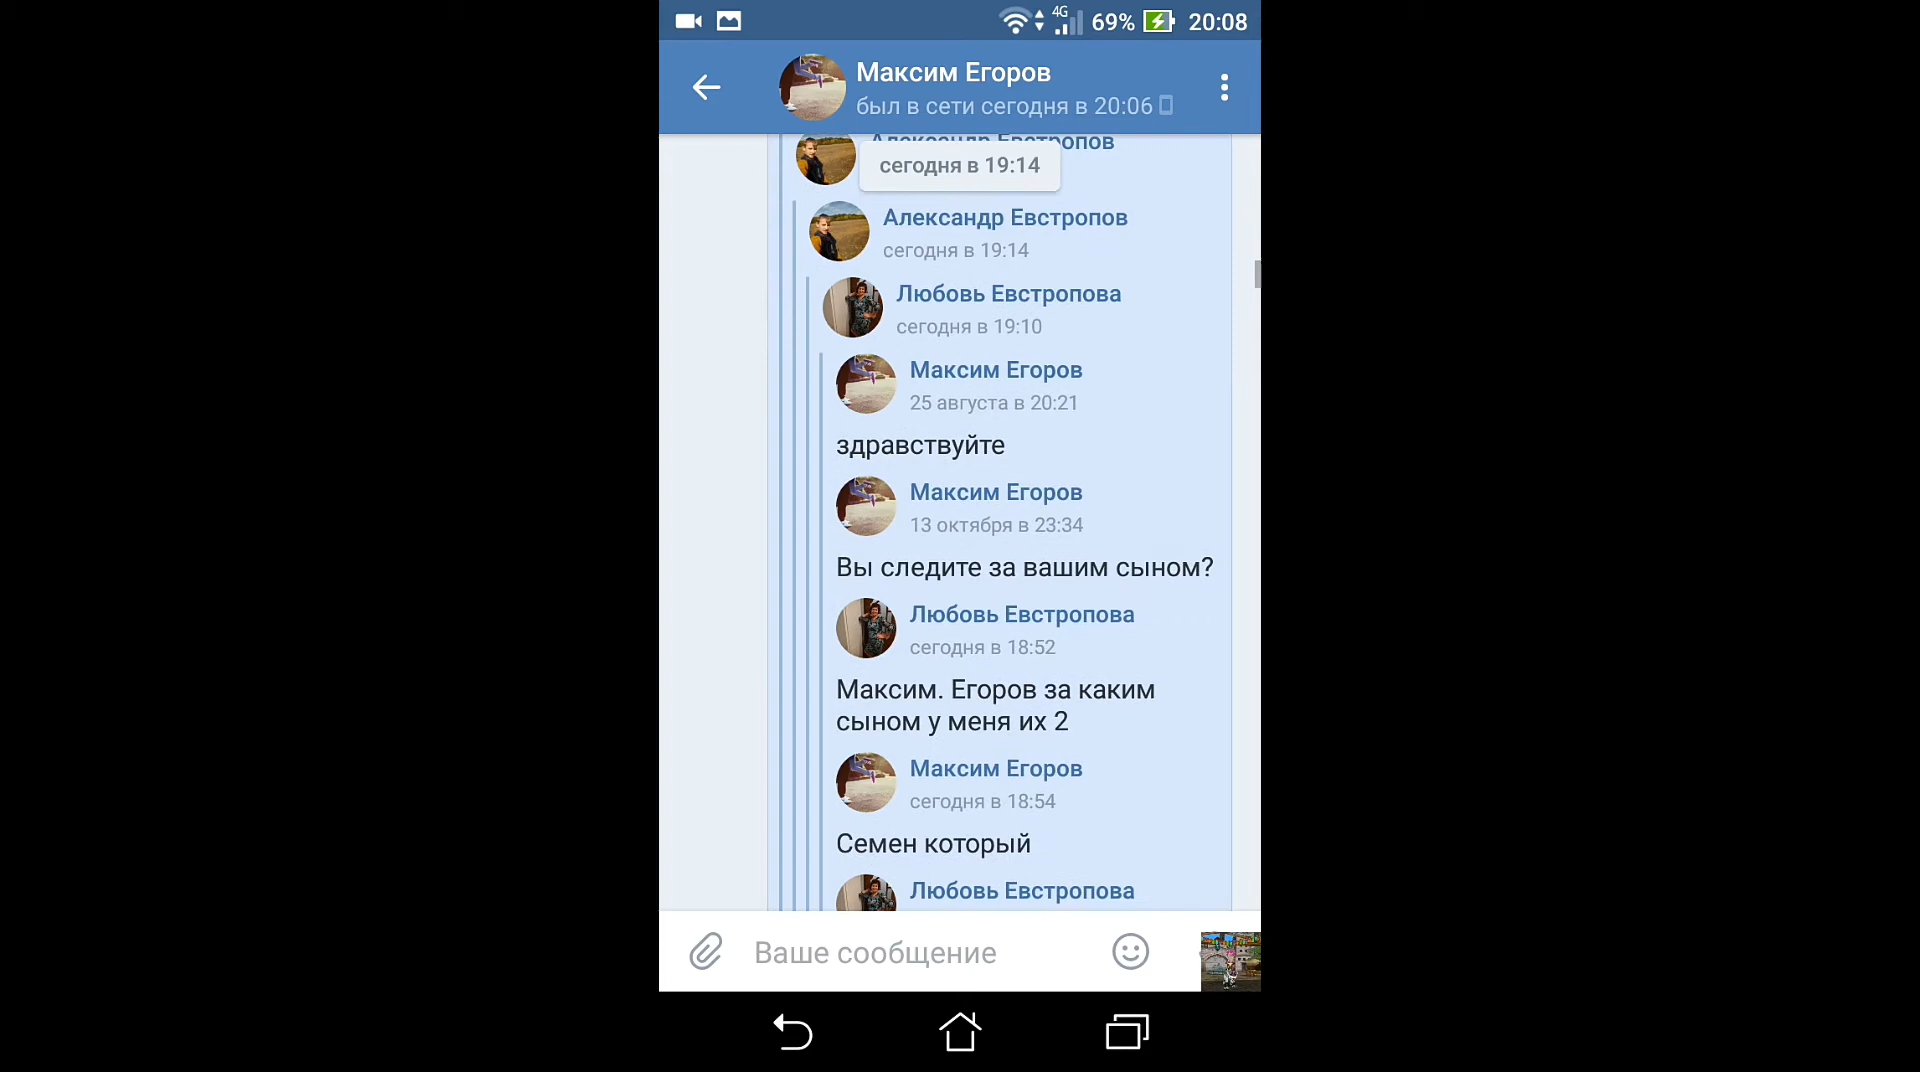 4G 69% 20:08
Максим Егоров
был в сети сегодня в 20:06
Александр Евстропов
сегодня в 19:14
Александр Евстропов
сегодня в 19:14
Любовь Евстропова
сегодня в 19:10
Максим Егоров
25 августа в 20:21
здравствуйте
Максим Егоров
13 октября в 23:34
Вы следите за вашим сыном?
Любовь Евстропова
сегодня в 18:52
Максим. Егоров за каким
сыном у меня их 2
Максим Егоров
сегодня в 18:54
Семен который
Любовь Евстропова
Ваше сообщение